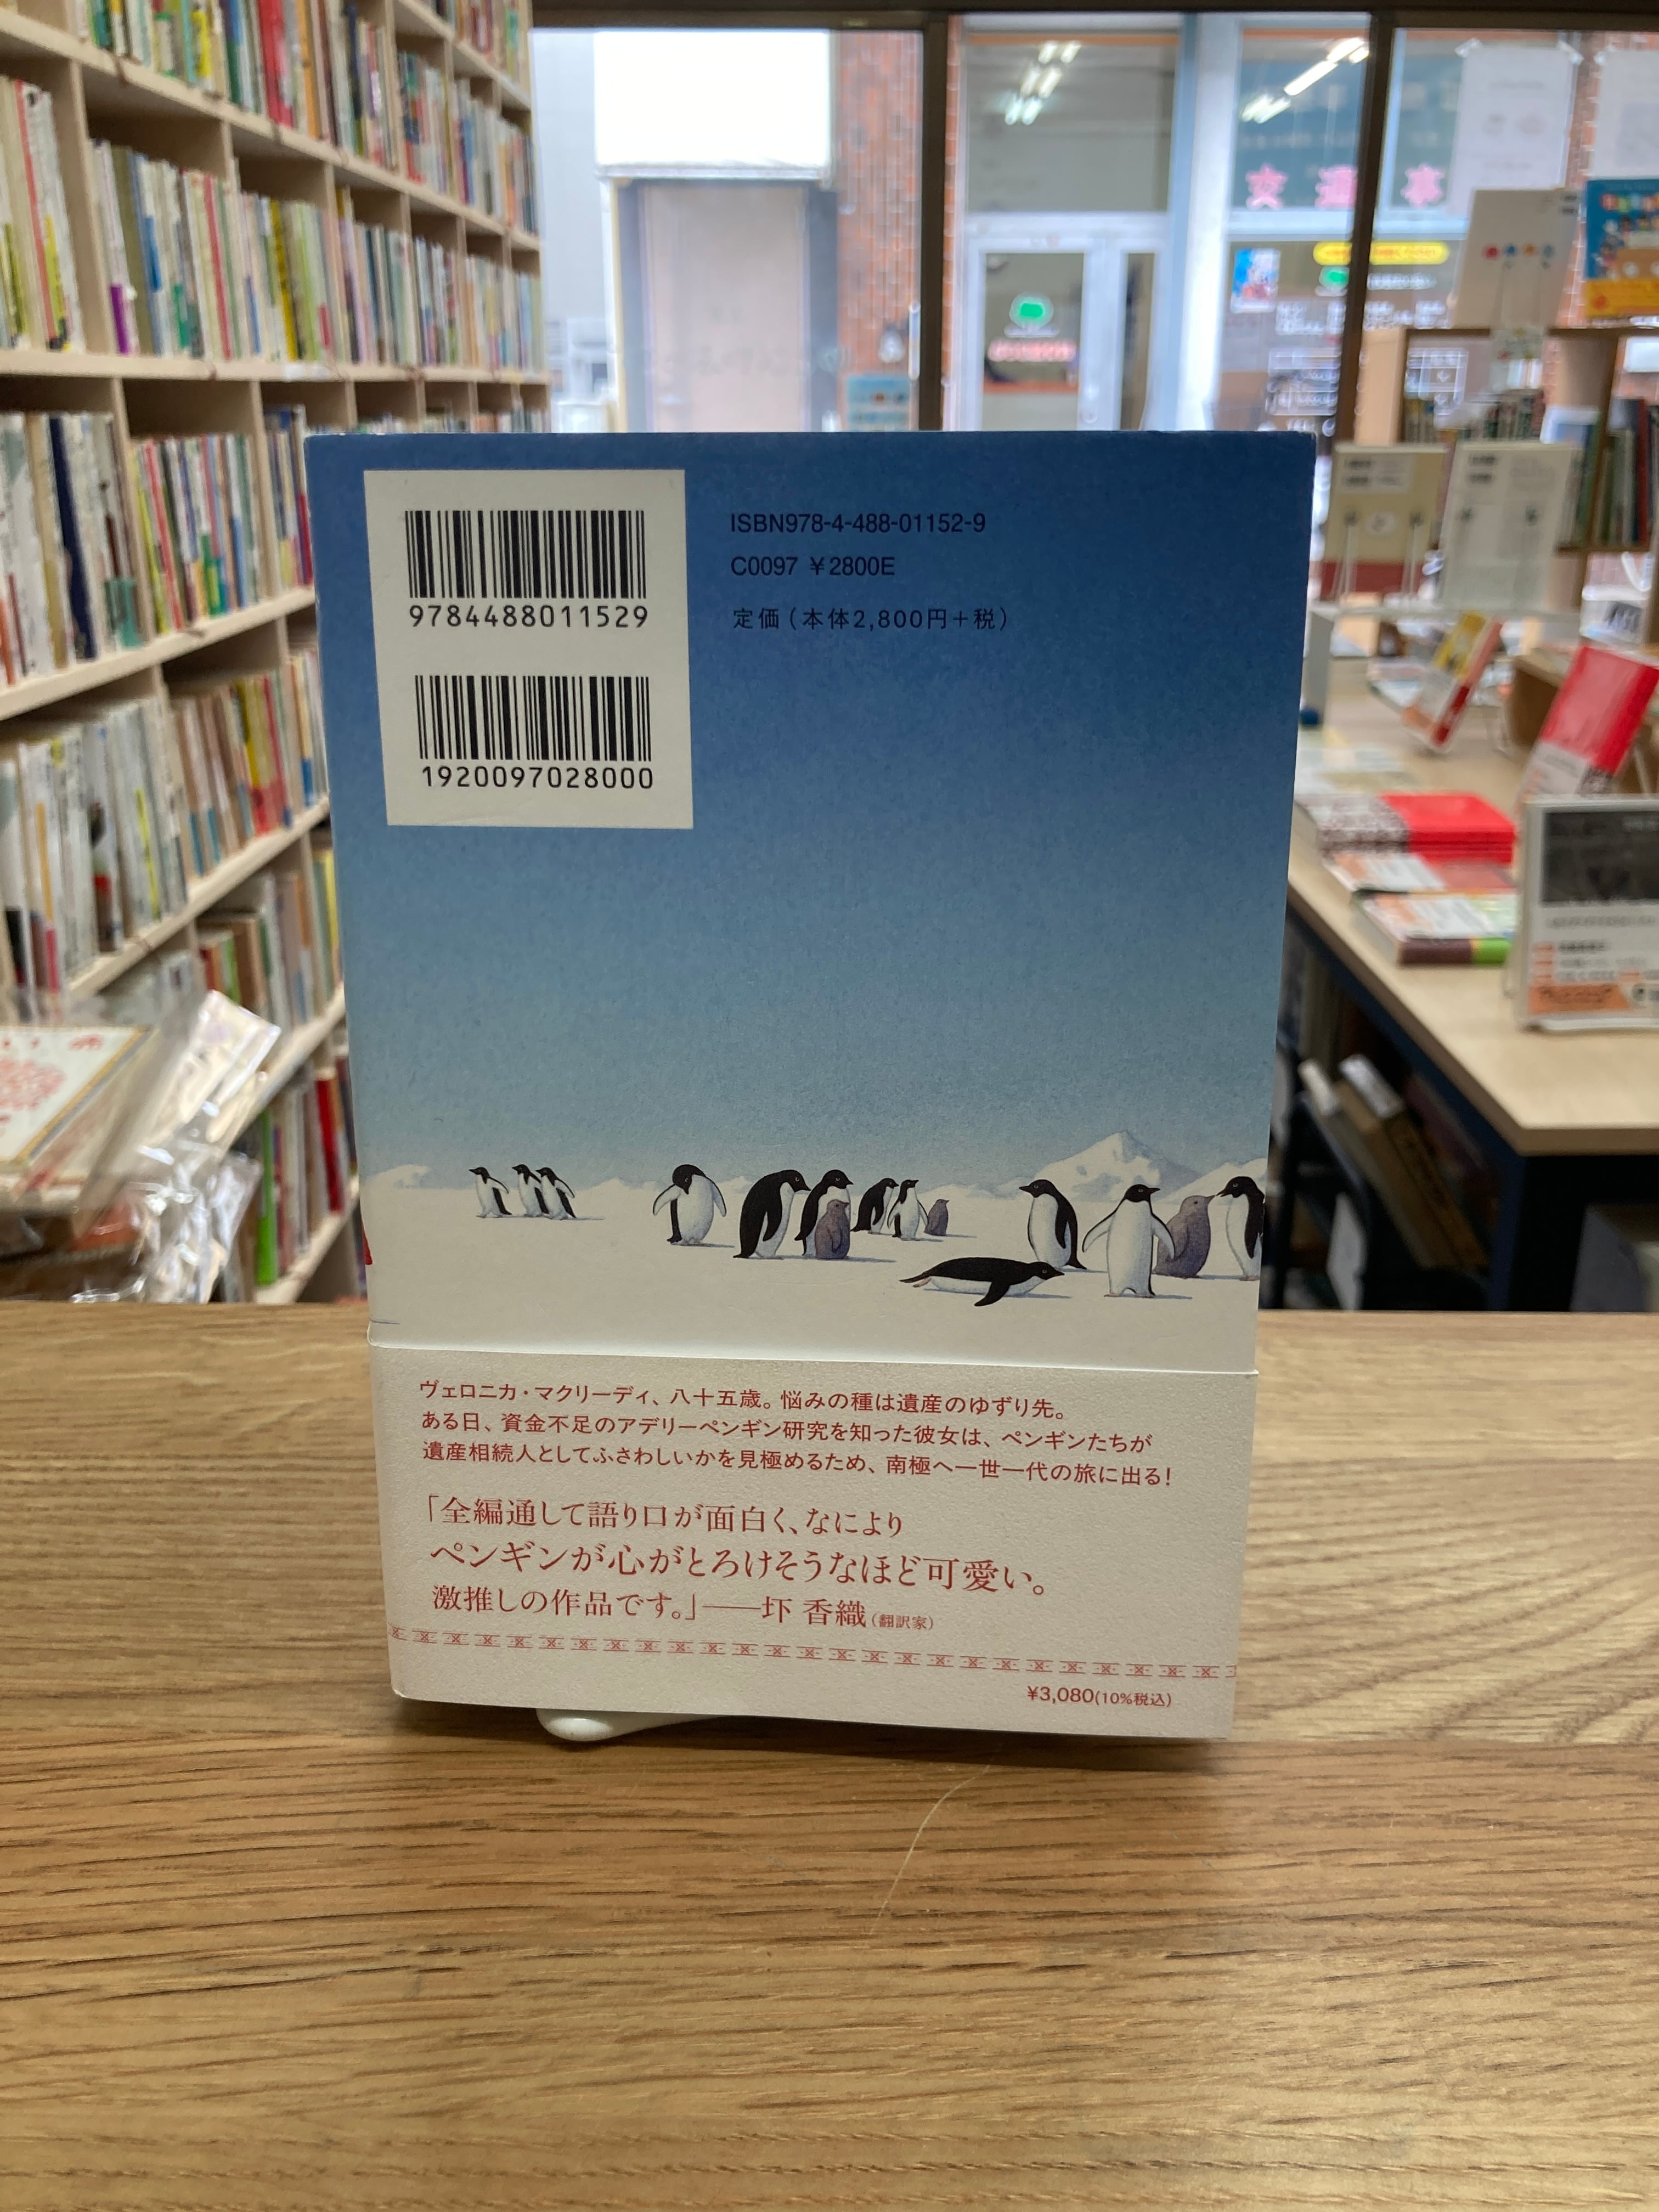 ISBN978-4-488-01152-9
C0097 ¥2800E
定価(本体2,800円+税)
9784488011529
1920097028000
ヴェロニカ・マクリーディ、八十五歳。悩みの種は遺産のゆずり先。
ある日、資金不足のアデリーペンギン研究を知った彼女は、ペンギンたちが
遺産相続人としてふさわしいかを見極めるため、南極へ一世一代の旅に出る!
「全編通して語り口が面白く、なにより
ペンギンが心がとろけそうなほど可愛い。
激推しの作品です。」――圷 香織(翻訳家)
¥3,080(10%税込)